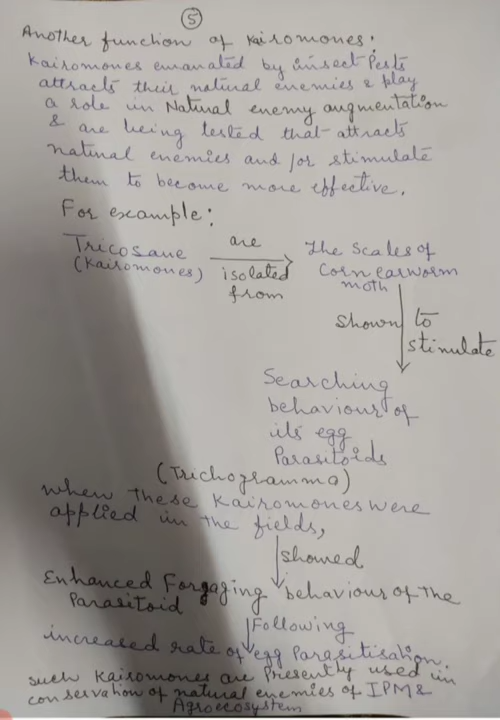 5
Another function of Kairomones:
Kairomones emanated by insect Pests
attracts their natural enemies & play
a role in Natural enemy augmentation
& are being tested that attracts
natural enemies and/or stimulate
them to become more effective.
For example:
Tricosane
(Kairomones)
are
isolated
from
the scales of
corn earworm
moth
shown to
stimulate
Searching
behaviour of
its egg
Parasitoids
(Trichogramma)
when these Kairomones were
applied in the fields,
showed
Enhanced Forgaging behaviour of the
Parasitoid
Following
increased rate of egg Parasitisation.
such Kairomones are Presently used in
conservation of natural enemies of IPM &
Agroecosystem